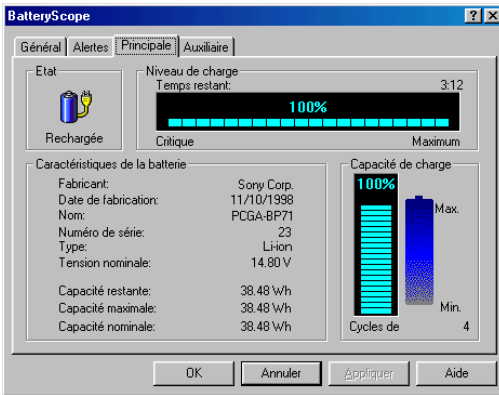 BatteryScope
Général Alertes Principale Auxiliaire
Etat
Rechargée
Niveau de charge
Temps restant: 3:12
100%
Critique Maximum
Caractéristiques de la batterie
Fabricant: Sony Corp.
Date de fabrication: 11/10/1998
Nom: PCGA-BP71
Numéro de série: 23
Type: Li-ion
Tension nominale: 14.80 V
Capacité restante: 38.48 Wh
Capacité maximale: 38.48 Wh
Capacité nominale: 38.48 Wh
Capacité de charge
100%
Max.
Min.
Cycles de 4
OK Annuler Appliquer Aide